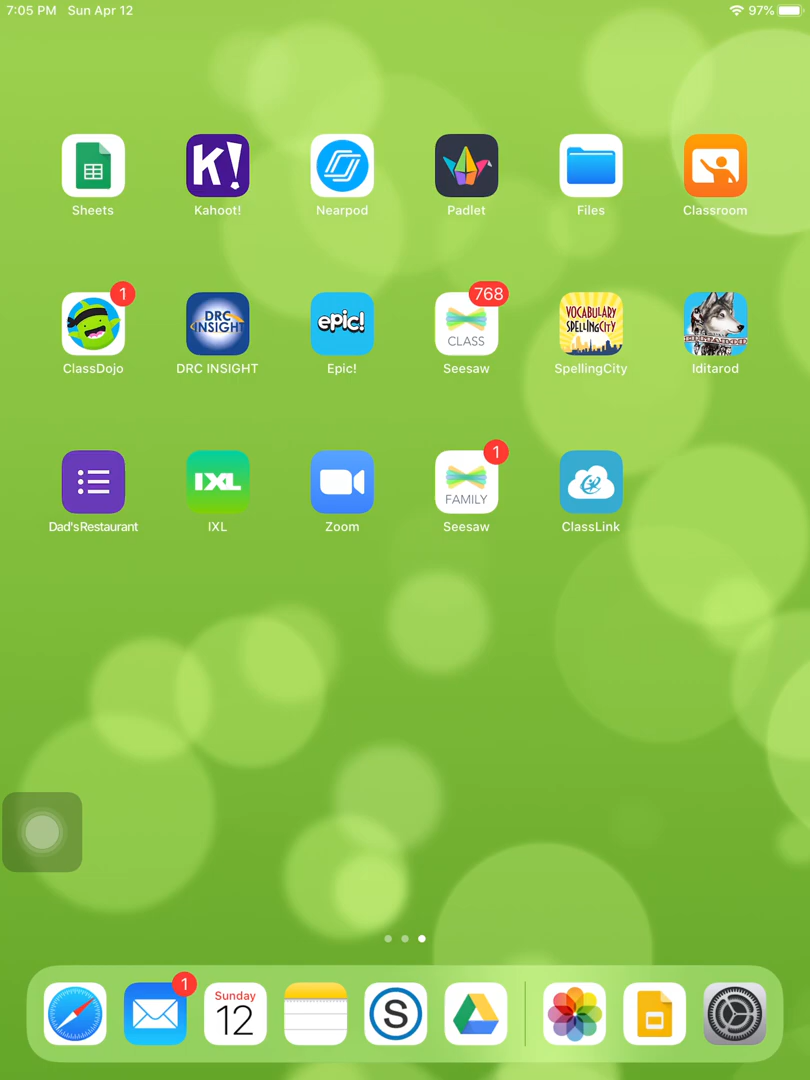 7:05 PM Sun Apr 12 97%
Sheets Kahoot! Nearpod Padlet Files Classroom
K!
1 768
DRC INSIGHT epic! CLASS VOCABULARY SPELLINGCITY IDITAROD
ClassDojo DRC INSIGHT Epic! Seesaw SpellingCity Iditarod
1
IXL FAMILY
Dad'sRestaurant IXL Zoom Seesaw ClassLink
1
Sunday
12 S